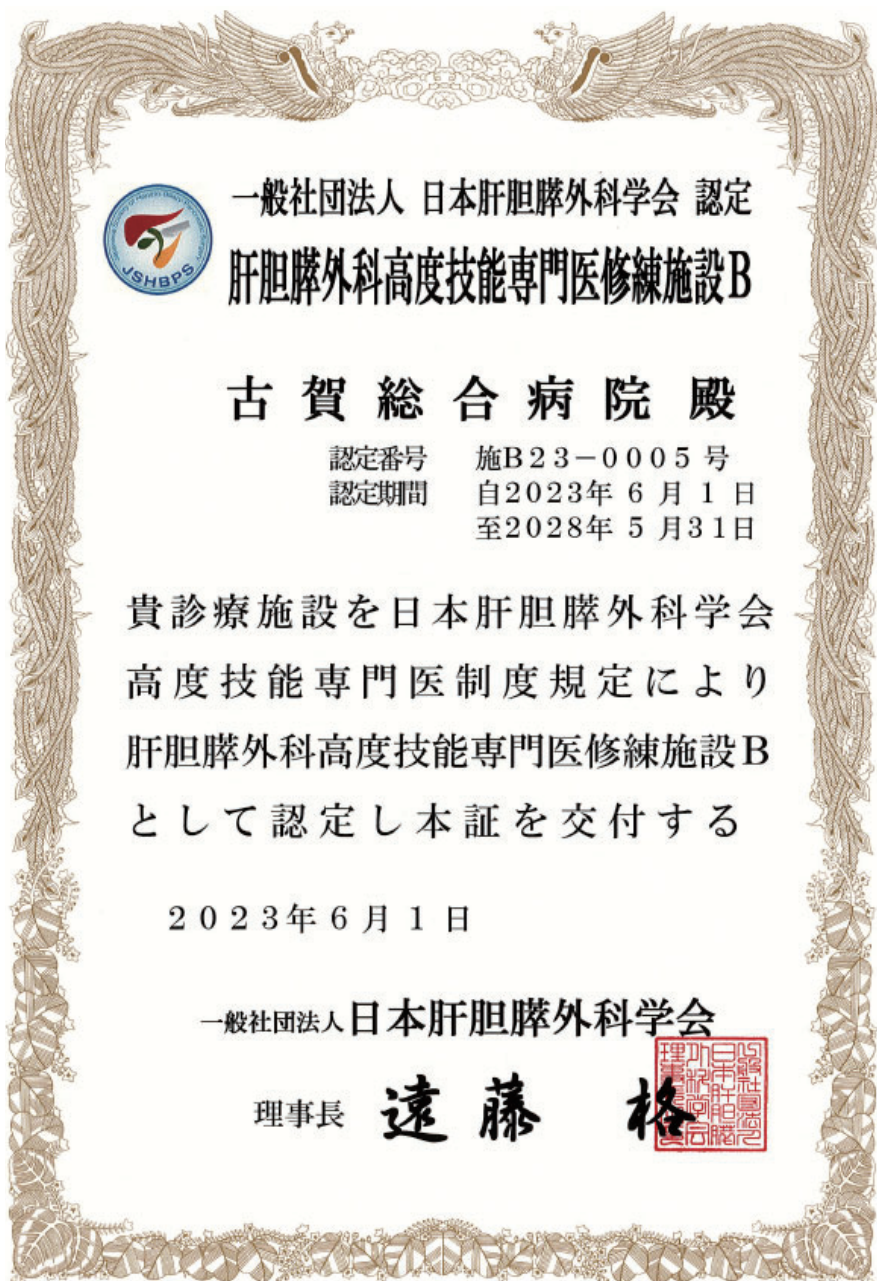 一般社団法人 日本肝胆膵外科学会 認定
JSHBPS
肝胆膵外科高度技能専門医修練施設B
古賀総合病院 殿
認定番号 施B23-0005号
認定期間 自2023年6月1日
至2028年5月31日
貴診療施設を日本肝胆膵外科学会
高度技能専門医制度規定により
肝胆膵外科高度技能専門医修練施設B
として認定し本証を交付する
2023年6月1日
一般社団法人日本肝胆膵外科学会
理事長 遠藤 格